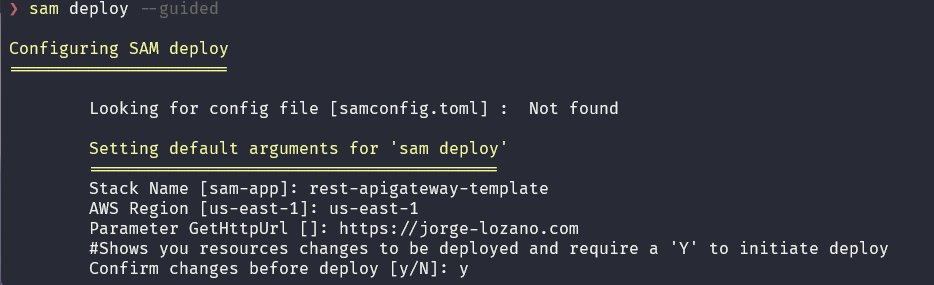 ❯ sam deploy --guided
Configuring SAM deploy
======================
Looking for config file [samconfig.toml] :  Not found
Setting default arguments for 'sam deploy'
=========================================
Stack Name [sam-app]: rest-apigateway-template
AWS Region [us-east-1]: us-east-1
Parameter GetHttpUrl []: https://jorge-lozano.com
#Shows you resources changes to be deployed and require a 'Y' to initiate deploy
Confirm changes before deploy [y/N]: y